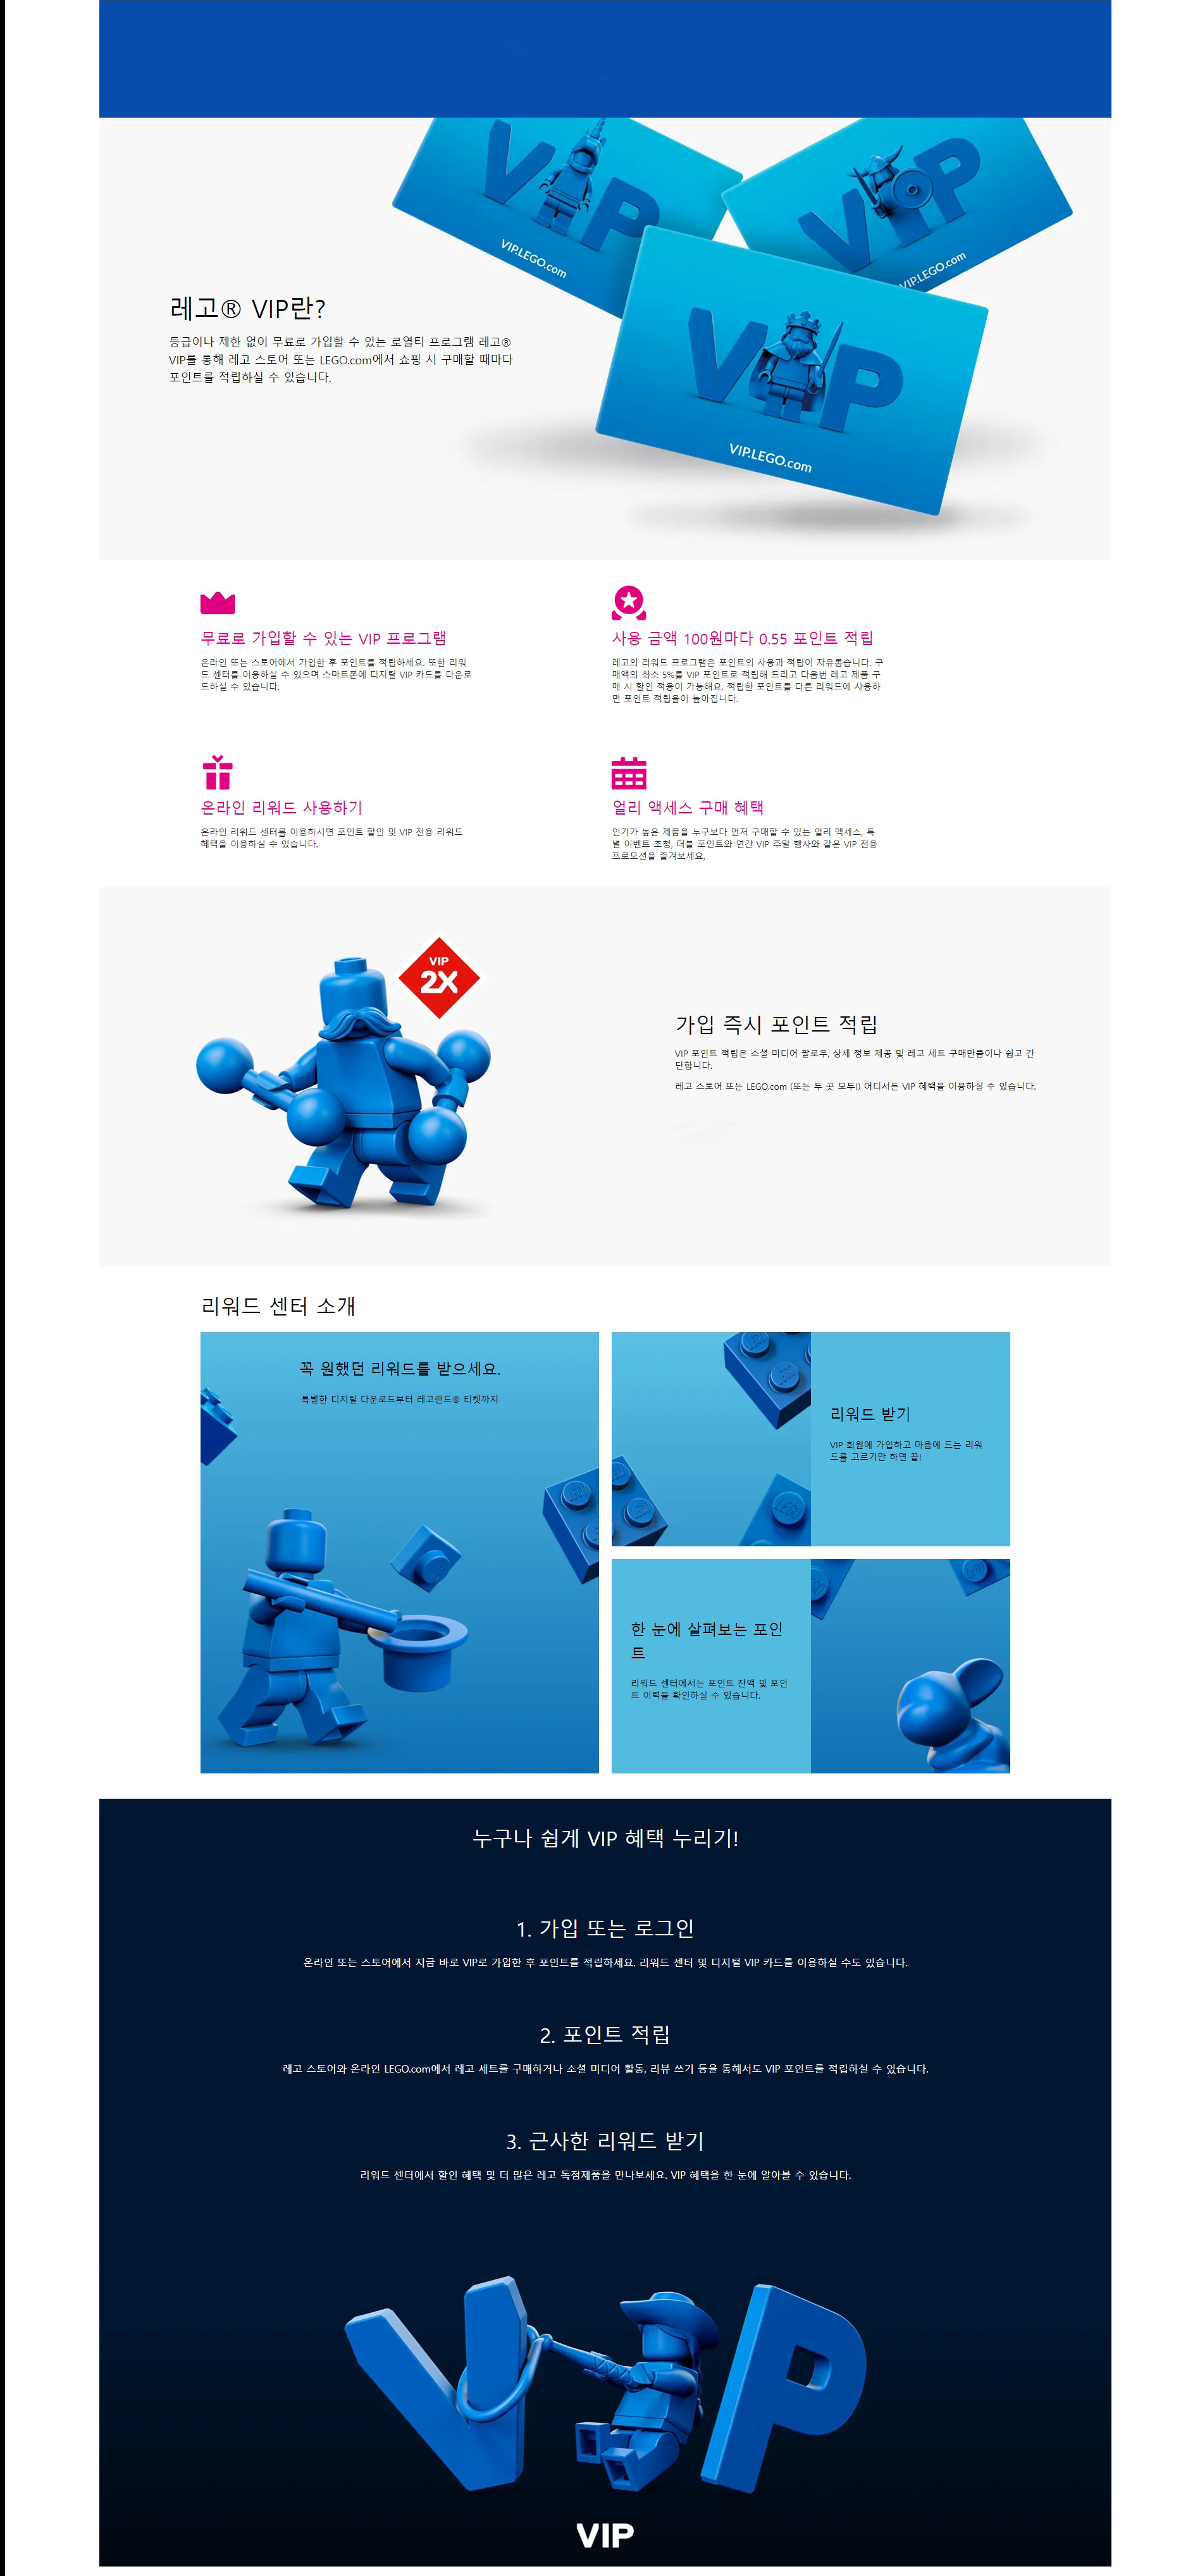 VIP
VIP.LEGO.com
VIP
VIP.LEGO.com
VIP
VIP.LEGO.com
레고® VIP란?
등급이나 제한 없이 무료로 가입할 수 있는 로열티 프로그램 레고®
VIP를 통해 레고 스토어 또는 LEGO.com에서 쇼핑 시 구매할 때마다
포인트를 적립하실 수 있습니다.
무료로 가입할 수 있는 VIP 프로그램
온라인 또는 스토어에서 가입한 후 포인트를 적립하세요. 또한 리워
드 센터를 이용하실 수 있으며 스마트폰에 디지털 VIP 카드를 다운로
드하실 수 있습니다.
사용 금액 100원마다 0.55 포인트 적립
레고의 리워드 프로그램은 포인트의 사용과 적립이 자유롭습니다. 구
매액의 최소 5%를 VIP 포인트로 적립해 드리고 다음번 레고 제품 구
매 시 할인 적용이 가능해요. 적립한 포인트를 다른 리워드에 사용하
면 포인트 적립율이 높아집니다.
온라인 리워드 사용하기
온라인 리워드 센터를 이용하시면 포인트 할인 및 VIP 전용 리워드
혜택을 이용하실 수 있습니다.
얼리 액세스 구매 혜택
인기가 높은 제품을 누구보다 먼저 구매할 수 있는 얼리 액세스, 특
별 이벤트 초청, 더블 포인트와 연간 VIP 주말 행사와 같은 VIP 전용
프로모션을 즐겨보세요.
VIP
2X
가입 즉시 포인트 적립
VIP 포인트 적립은 소셜 미디어 팔로우, 상세 정보 제공 및 레고 세트 구매만큼이나 쉽고 간
단합니다.
레고 스토어 또는 LEGO.com (또는 두 곳 모두!) 어디서든 VIP 혜택을 이용하실 수 있습니다.
리워드 센터 소개
꼭 원했던 리워드를 받으세요.
특별한 디지털 다운로드부터 레고랜드® 티켓까지
리워드 받기
VIP 회원에 가입하고 마음에 드는 리워
드를 고르기만 하면 끝!
한 눈에 살펴보는 포인
트
리워드 센터에서는 포인트 잔액 및 포인
트 이력을 확인하실 수 있습니다.
누구나 쉽게 VIP 혜택 누리기!
1. 가입 또는 로그인
온라인 또는 스토어에서 지금 바로 VIP로 가입한 후 포인트를 적립하세요. 리워드 센터 및 디지털 VIP 카드를 이용하실 수도 있습니다.
2. 포인트 적립
레고 스토어와 온라인 LEGO.com에서 레고 세트를 구매하거나 소셜 미디어 활동, 리뷰 쓰기 등을 통해서도 VIP 포인트를 적립하실 수 있습니다.
3. 근사한 리워드 받기
리워드 센터에서 할인 혜택 및 더 많은 레고 독점제품을 만나보세요. VIP 혜택을 한 눈에 알아볼 수 있습니다.
VIP
VIP